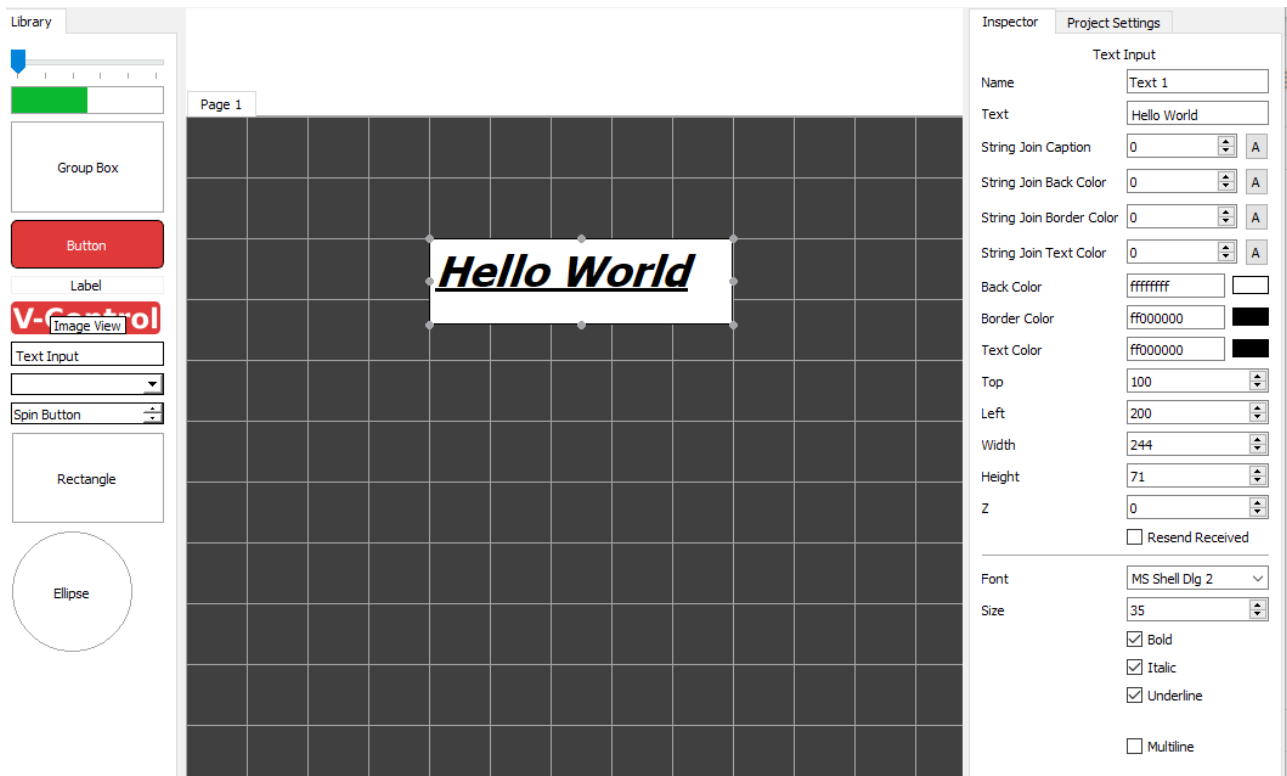 Library
Group Box
Button
Label
V-Control
Image View
Text Input
Spin Button
Rectangle
Ellipse
Page 1
Hello World
Inspector Project Settings
Text Input
Name Text 1
Text Hello World
String Join Caption 0 A
String Join Back Color 0 A
String Join Border Color 0 A
String Join Text Color 0 A
Back Color ffffffff
Border Color ff000000
Text Color ff000000
Top 100
Left 200
Width 244
Height 71
Z 0
Resend Received
Font MS Shell Dlg 2
Size 35
Bold
Italic
Underline
Multiline